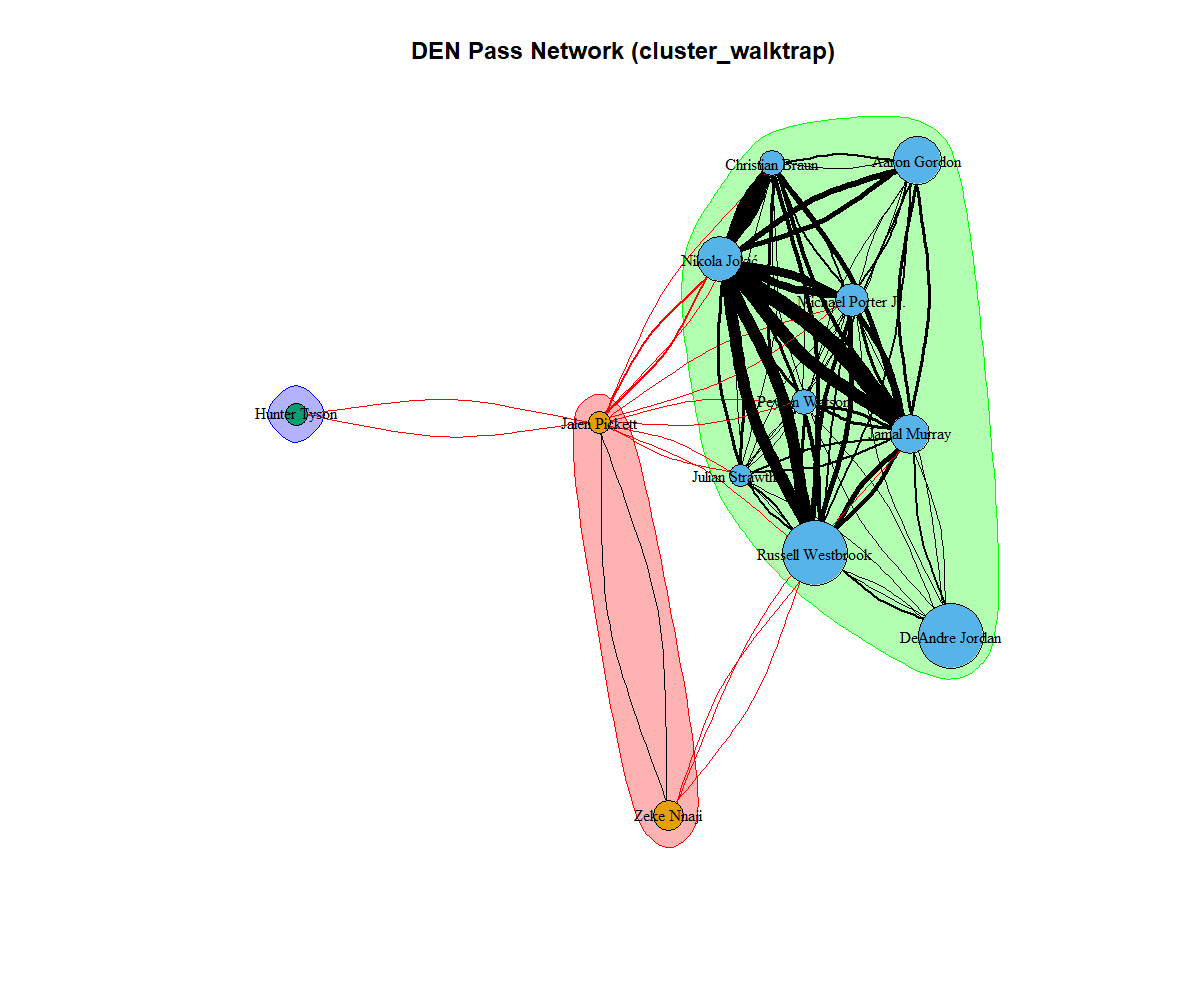 DEN Pass Network (cluster_walktrap)
Christian Braun
Aaron Gordon
Nikola Jokić
Michael Porter Jr.
Peyton Watson
Hunter Tyson
Jalen Pickett
Jamal Murray
Julian Strawth
Russell Westbrook
DeAndre Jordan
Zeke Nnaji